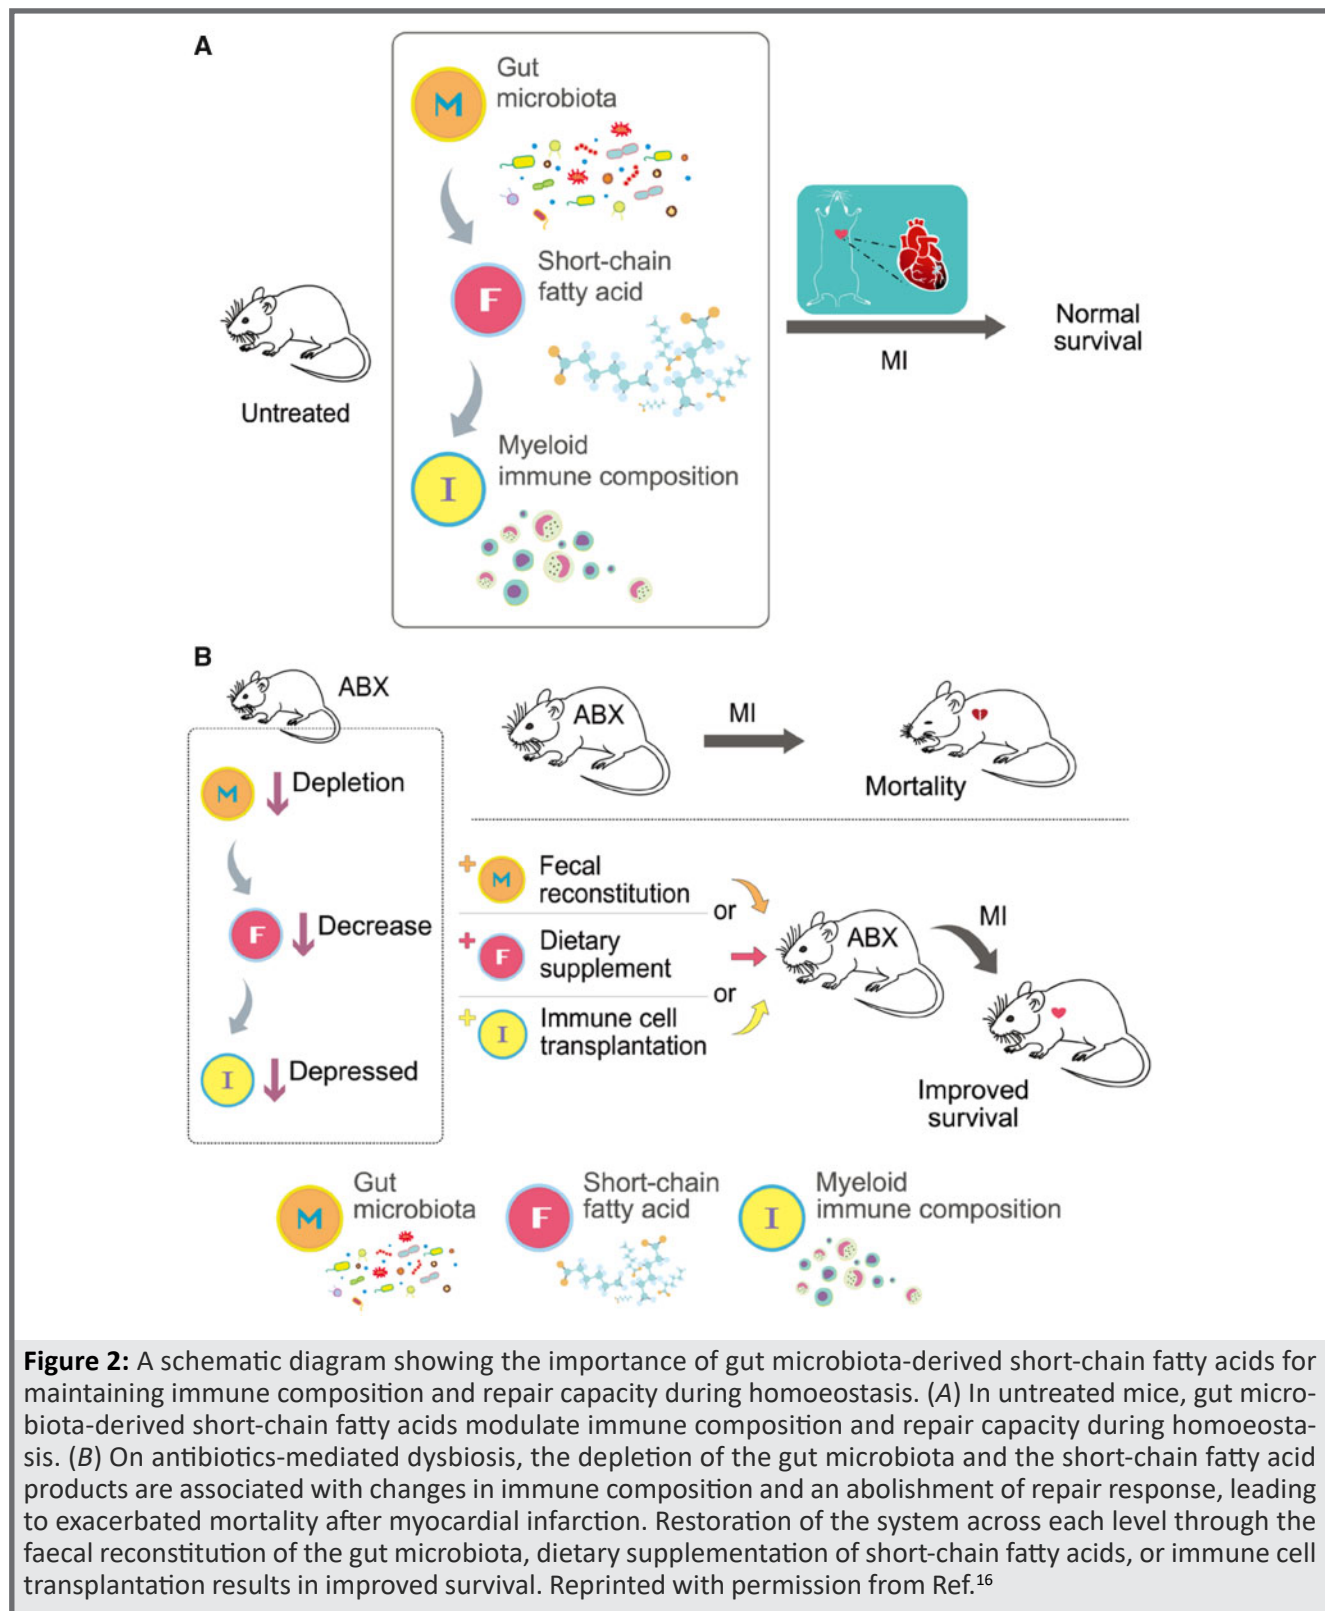 A
M
Gut
microbiota
F
Short-chain
fatty acid
I
Myeloid
immune composition
Untreated
MI
Normal
survival
B
ABX
M
Depletion
F
Decrease
I
Depressed
ABX
MI
Mortality
+ M Fecal
reconstitution
or
+ F Dietary
supplement
or
+ I Immune cell
transplantation
ABX
MI
Improved
survival
M
Gut
microbiota
F
Short-chain
fatty acid
I
Myeloid
immune composition
Figure 2: A schematic diagram showing the importance of gut microbiota-derived short-chain fatty acids for
maintaining immune composition and repair capacity during homoeostasis. (A) In untreated mice, gut micro-
biota-derived short-chain fatty acids modulate immune composition and repair capacity during homoeosta-
sis. (B) On antibiotics-mediated dysbiosis, the depletion of the gut microbiota and the short-chain fatty acid
products are associated with changes in immune composition and an abolishment of repair response, leading
to exacerbated mortality after myocardial infarction. Restoration of the system across each level through the
faecal reconstitution of the gut microbiota, dietary supplementation of short-chain fatty acids, or immune cell
transplantation results in improved survival. Reprinted with permission from Ref.16